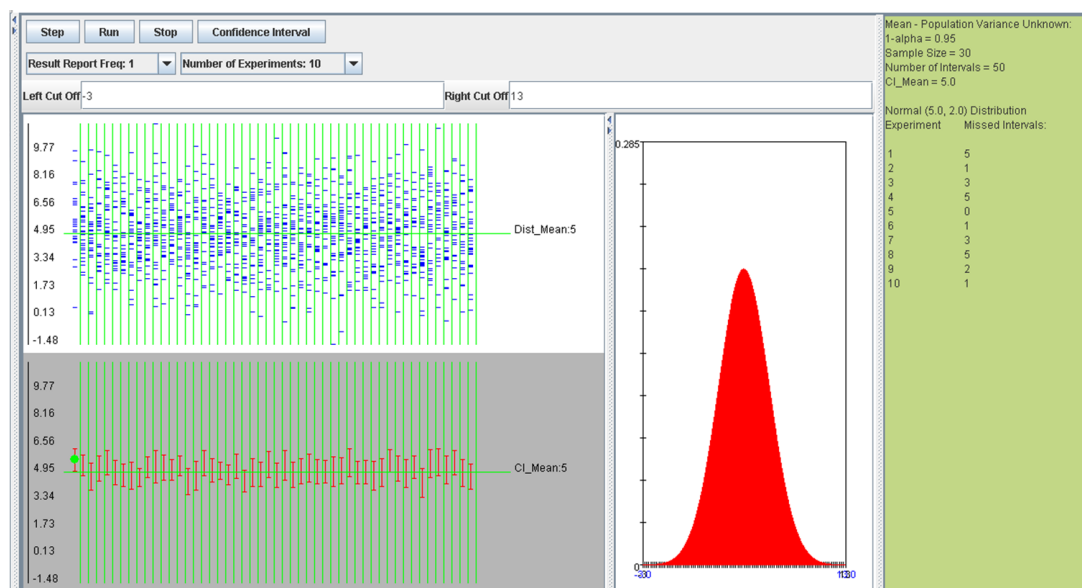 Step Run Stop Confidence Interval
Result Report Freq: 1 Number of Experiments: 10
Left Cut Off -3 Right Cut Off 13
9.77
8.16
6.56
4.95
3.34
1.73
0.13
-1.48
Dist_Mean:5
9.77
8.16
6.56
4.95
3.34
1.73
0.13
-1.48
CI_Mean:5
0.285
0
Mean - Population Variance Unknown:
1-alpha = 0.95
Sample Size = 30
Number of Intervals = 50
CI_Mean = 5.0
Normal (5.0, 2.0) Distribution
Experiment Missed Intervals:
1 5
2 1
3 3
4 5
5 0
6 1
7 3
8 5
9 2
10 1